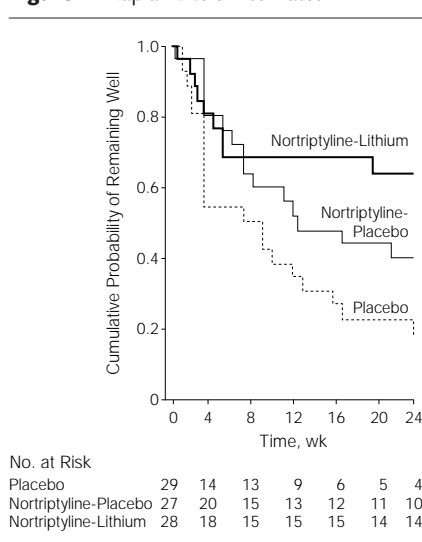 1.0
0.8
0.6
0.4
0.2
0
Cumulative Probability of Remaining Well
Nortriptyline-Lithium
Nortriptyline-
Placebo
Placebo
0 4 8 12 16 20 24
Time, wk
No. at Risk
Placebo 29 14 13 9 6 5 4
Nortriptyline-Placebo 27 20 15 13 12 11 10
Nortriptyline-Lithium 28 18 15 15 15 14 14